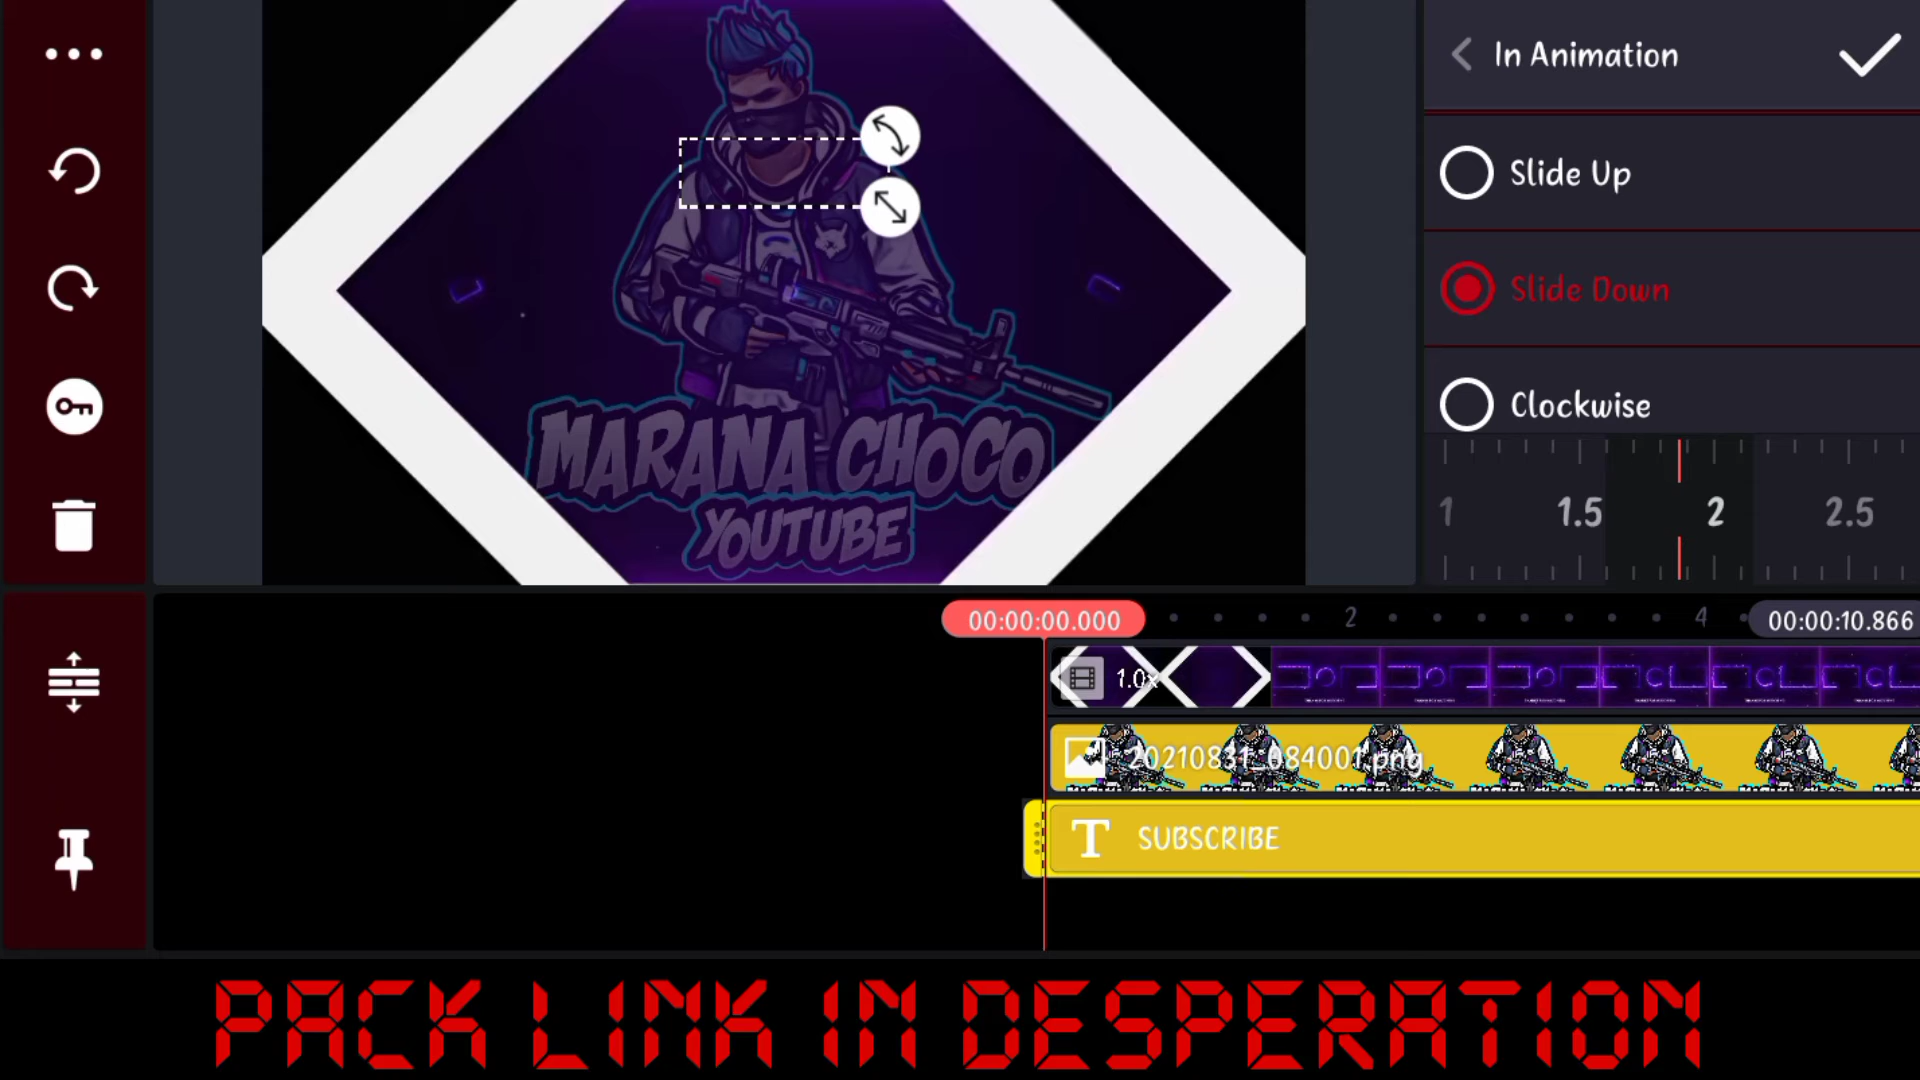 In Animation
Slide Up
Slide Down
Clockwise
1 1.5 2 2.5
MARANA CHOCO
YOUTUBE
00:00:00.000 2 4 00:00:10.866
1.0x
20210831_084001.png
T SUBSCRIBE
PACK LINK IN DESPERATION